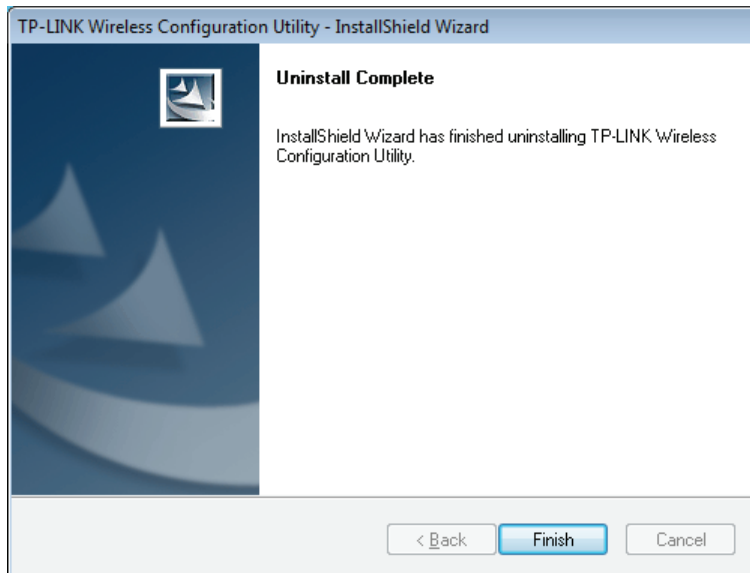 TP-LINK Wireless Configuration Utility - InstallShield Wizard
Uninstall Complete
InstallShield Wizard has finished uninstalling TP-LINK Wireless
Configuration Utility.
< Back
Finish
Cancel